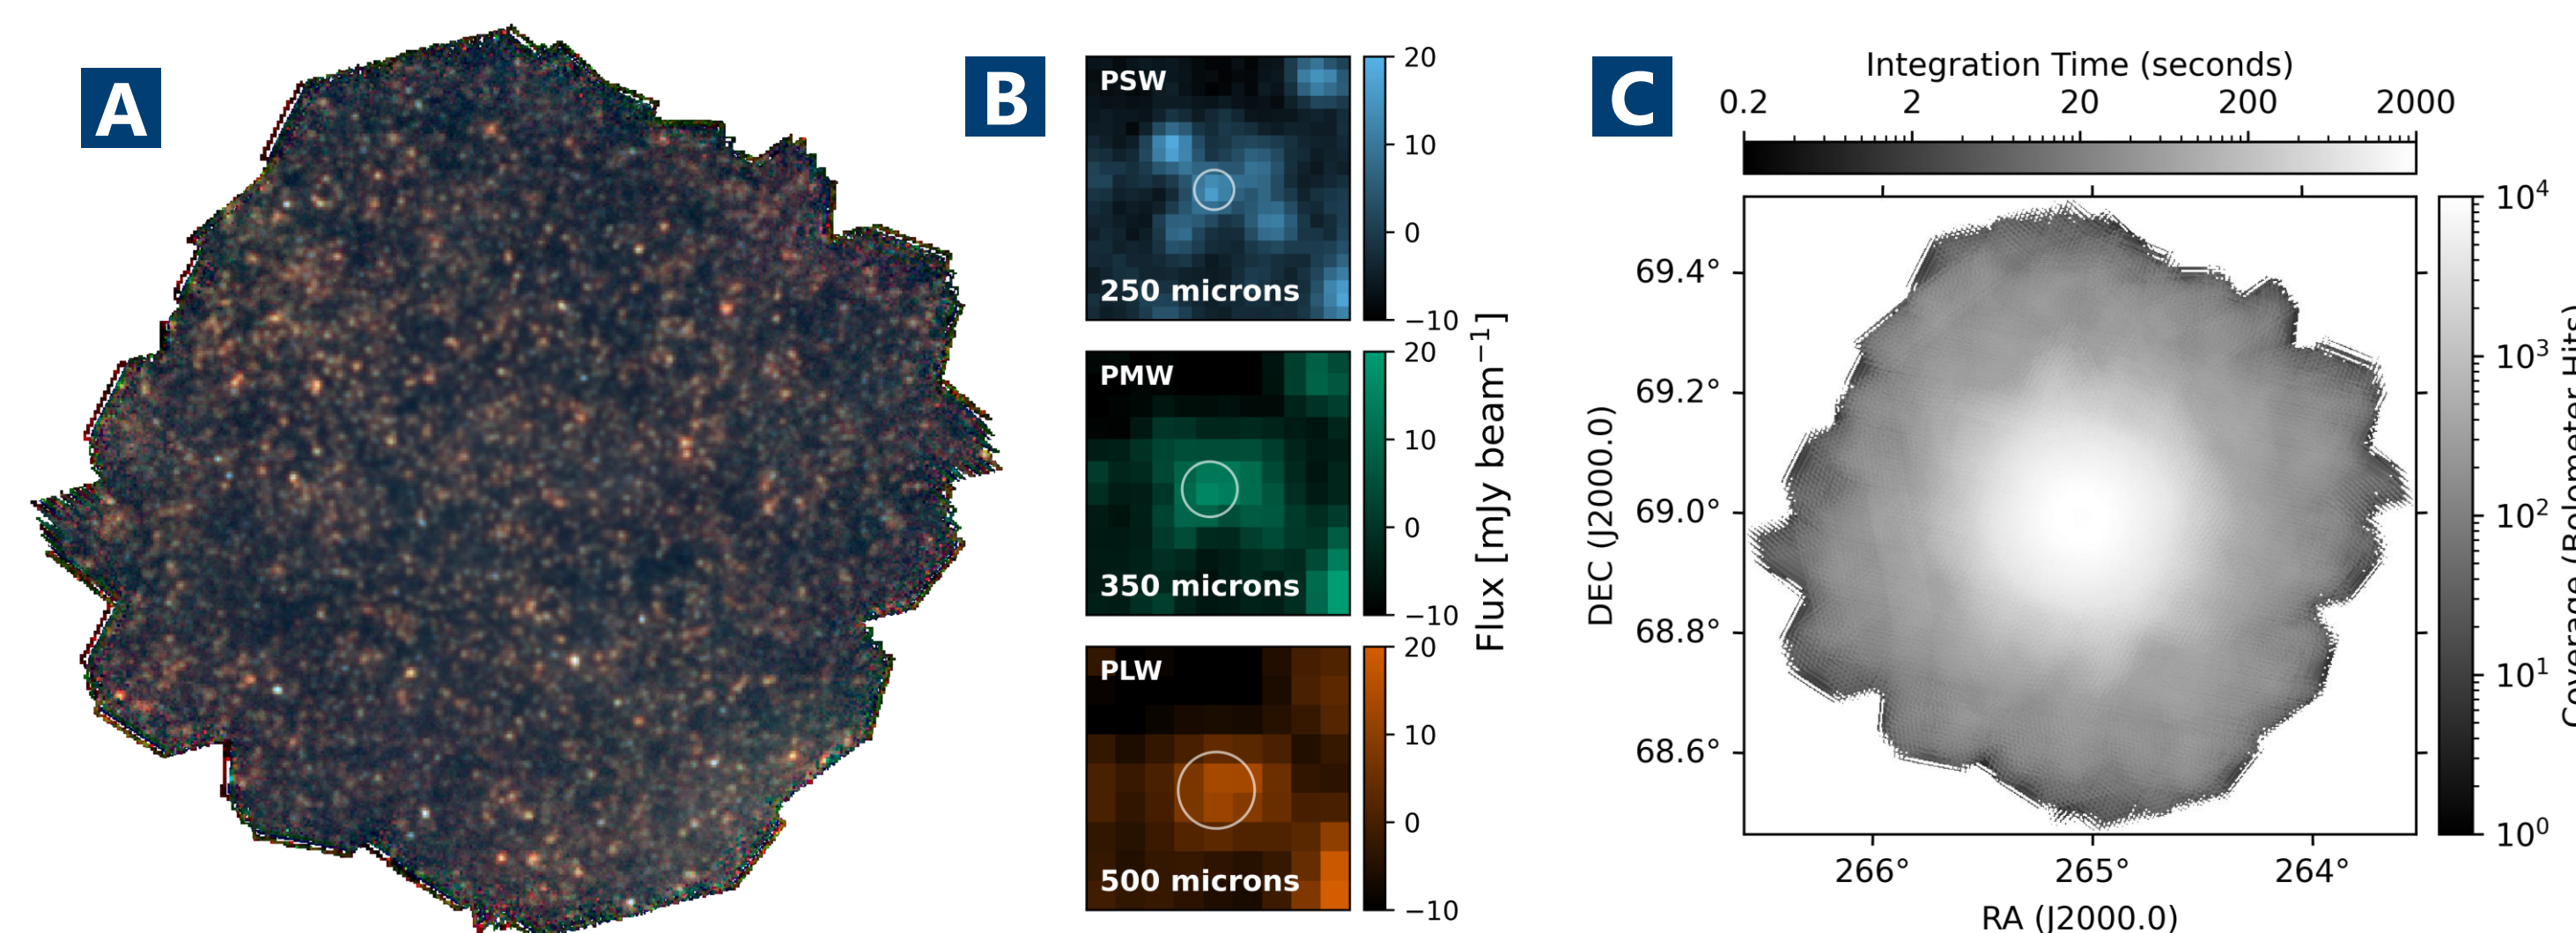 A
B
PSW
250 microns
20
10
0
−10
PMW
350 microns
20
10
0
−10
PLW
500 microns
20
10
0
−10
Flux [mJy beam⁻¹]
C
Integration Time (seconds)
0.2 2 20 200 2000
69.4°
69.2°
69.0°
68.8°
68.6°
DEC (J2000.0)
266° 265° 264°
RA (J2000.0)
10⁴
10³
10²
10¹
10⁰
Coverage (Bolometer Hits)